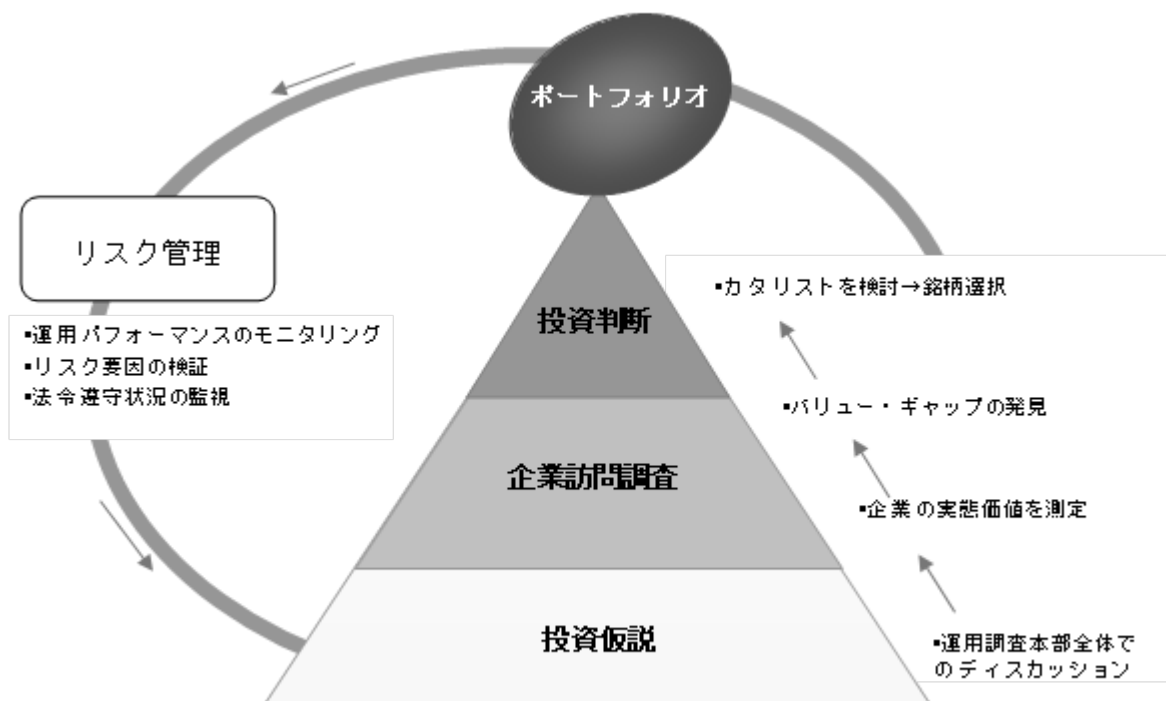 ポートフォリオ
リスク管理
▪運用パフォーマンスのモニタリング
▪リスク要因の検証
▪法令遵守状況の監視
投資判断
企業訪問調査
投資仮説
▪カタリストを検討→銘柄選択
▪バリュー・ギャップの発見
▪企業の実態価値を測定
▪運用調査本部全体で
のディスカッション